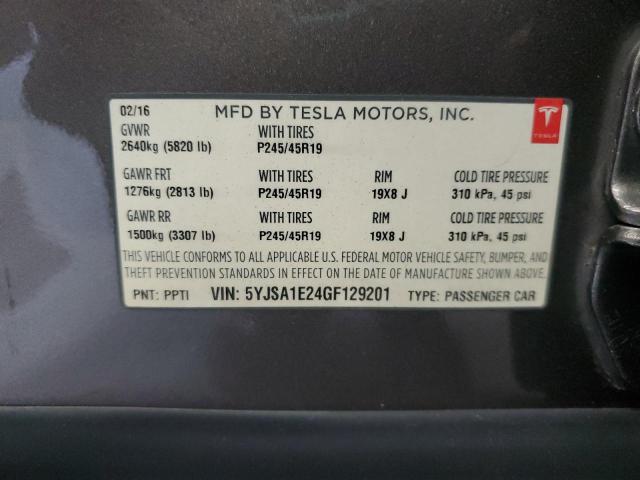 02/16 MFD BY TESLA MOTORS, INC.
GVWR WITH TIRES
2640kg (5820 lb) P245/45R19
TESLA
GAWR FRT WITH TIRES RIM COLD TIRE PRESSURE
1276kg (2813 lb) P245/45R19 19X8 J 310 kPa, 45 psi
GAWR RR WITH TIRES RIM COLD TIRE PRESSURE
1500kg (3307 lb) P245/45R19 19X8 J 310 kPa, 45 psi
THIS VEHICLE CONFORMS TO ALL APPLICABLE U.S. FEDERAL MOTOR VEHICLE SAFETY, BUMPER, AND
THEFT PREVENTION STANDARDS IN EFFECT ON THE DATE OF MANUFACTURE SHOWN ABOVE.
PNT: PPTI VIN: 5YJSA1E24GF129201 TYPE: PASSENGER CAR